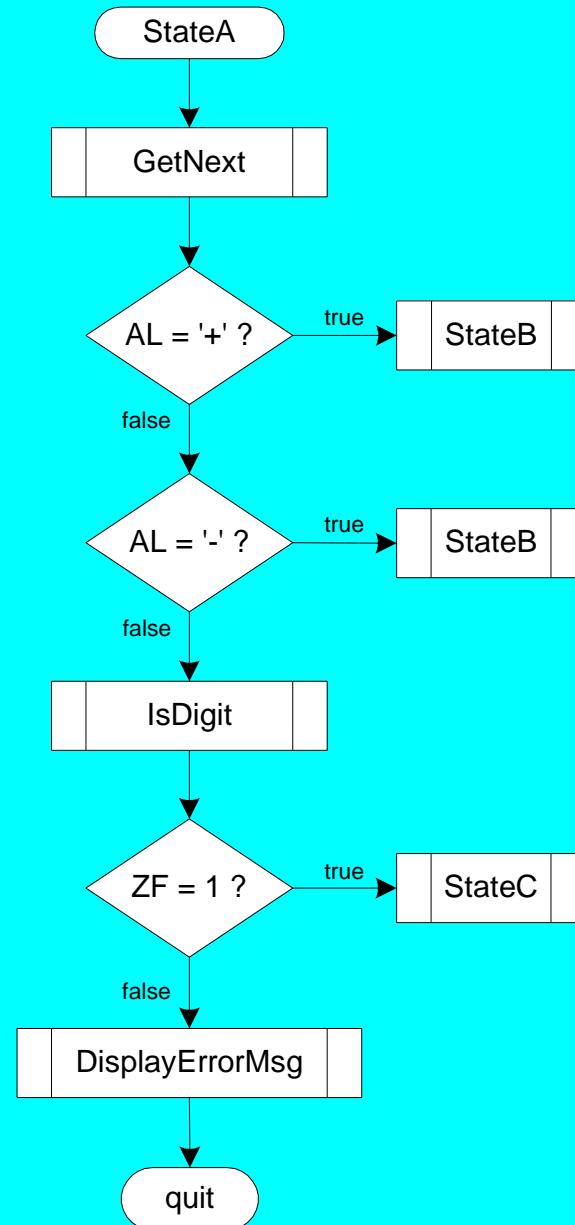 StateA
GetNext
AL = '+' ?
true
StateB
false
AL = '-' ?
true
StateB
false
IsDigit
ZF = 1 ?
true
StateC
false
DisplayErrorMsg
quit